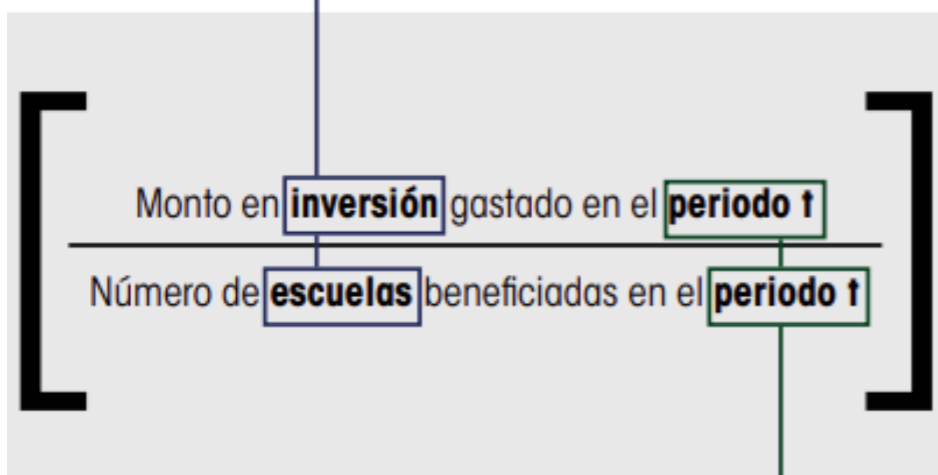 Monto en inversión gastado en el periodo t
Número de escuelas beneficiadas en el periodo t